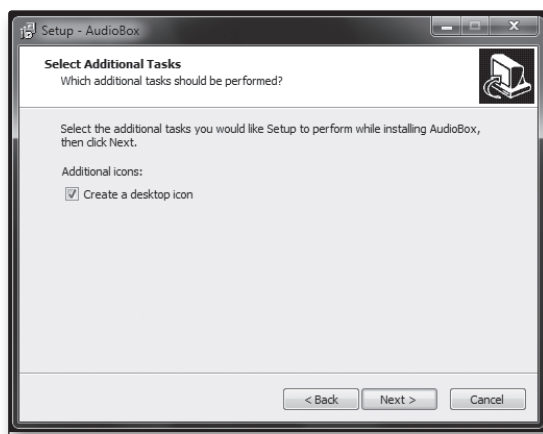 Setup - AudioBox
Select Additional Tasks
Which additional tasks should be performed?
Select the additional tasks you would like Setup to perform while installing AudioBox,
then click Next.
Additional icons:
Create a desktop icon
< Back Next > Cancel